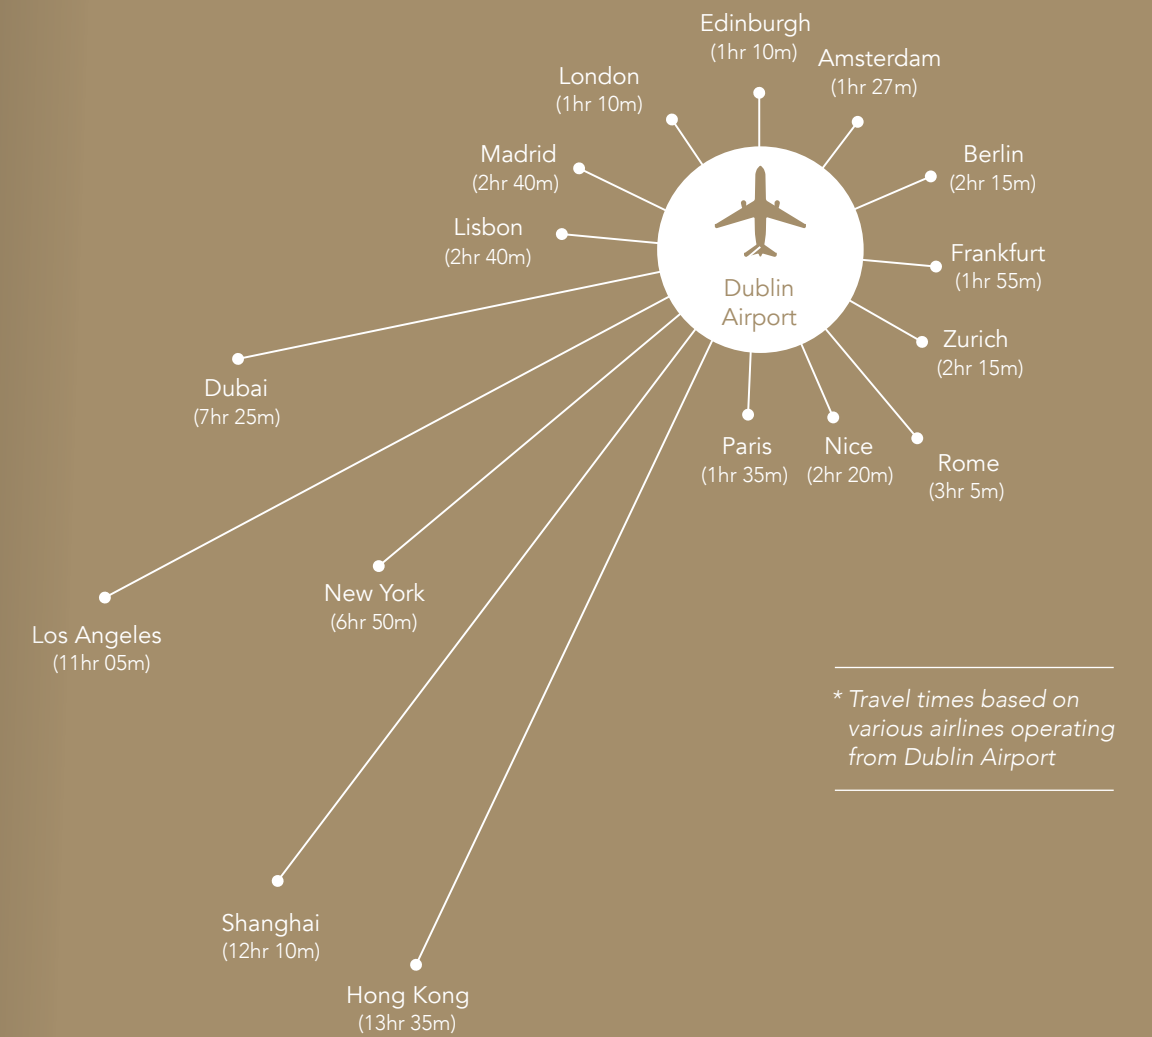 Edinburgh
(1hr 10m)
Amsterdam
(1hr 27m)
London
(1hr 10m)
Madrid
(2hr 40m)
Berlin
(2hr 15m)
Lisbon
(2hr 40m)
Frankfurt
(1hr 55m)
Dublin
Airport
Zurich
(2hr 15m)
Dubai
(7hr 25m)
Paris
(1hr 35m)
Nice
(2hr 20m)
Rome
(3hr 5m)
New York
(6hr 50m)
Los Angeles
(11hr 05m)
* Travel times based on
various airlines operating
from Dublin Airport
Shanghai
(12hr 10m)
Hong Kong
(13hr 35m)